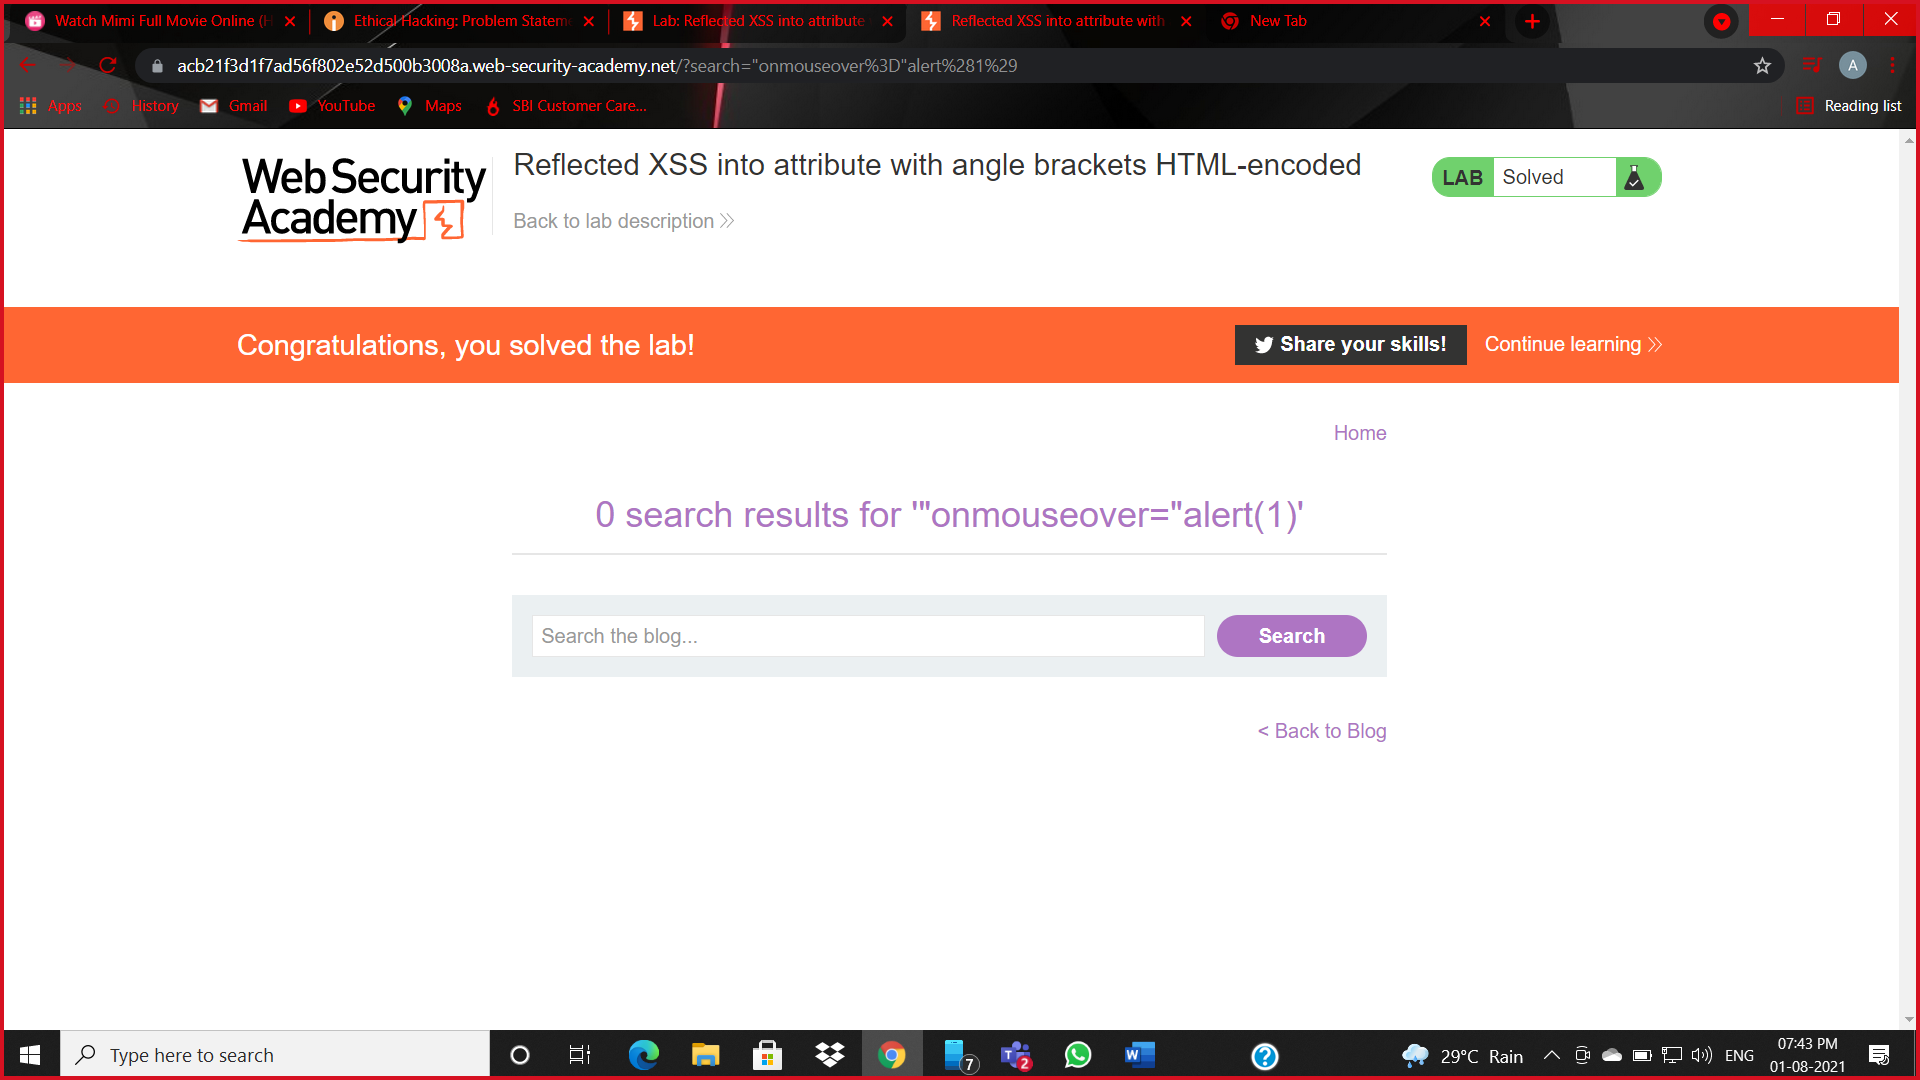 Watch Mimi Full Movie Online (H
Ethical Hacking: Problem Stateme
Lab: Reflected XSS into attribute
Reflected XSS into attribute with
New Tab
acb21f3d1f7ad56f802e52d500b3008a.web-security-academy.net/?search="onmouseover%3D"alert%281%29
A
Apps
History
Gmail
YouTube
Maps
SBI Customer Care...
Reading list
Web Security
Academy
Reflected XSS into attribute with angle brackets HTML-encoded
Back to lab description
LAB Solved
Congratulations, you solved the lab!
Share your skills!
Continue learning
Home
0 search results for '"onmouseover="alert(1)'
Search the blog...
Search
< Back to Blog
Type here to search
7
2
29°C Rain
ENG
07:43 PM
01-08-2021